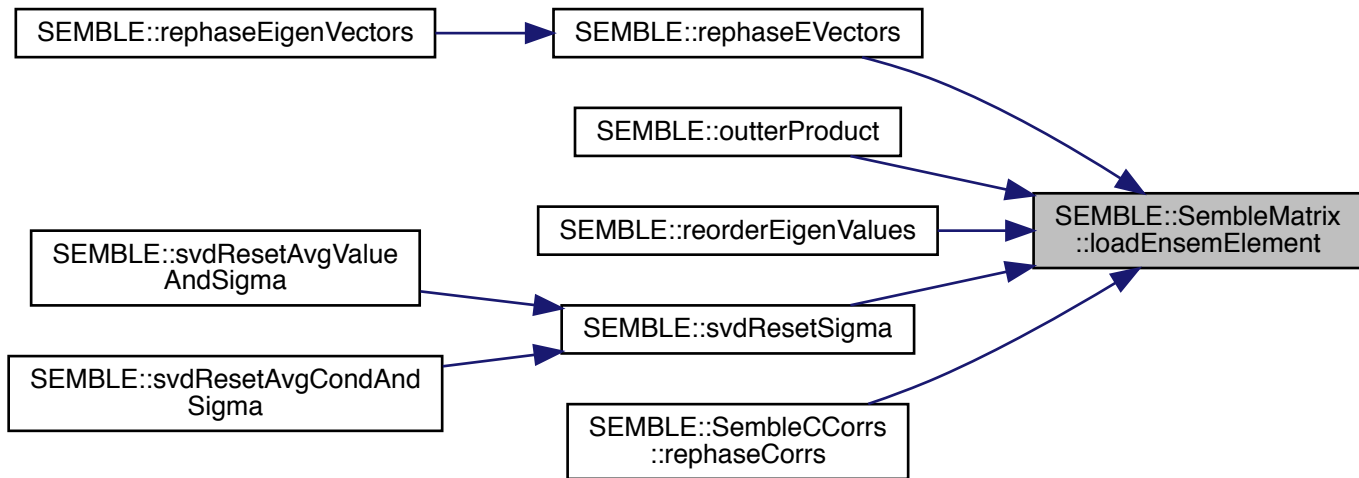 SEMBLE::rephaseEigenVectors
SEMBLE::rephaseEVectors
SEMBLE::outterProduct
SEMBLE::SembleMatrix
::loadEnsemElement
SEMBLE::reorderEigenValues
SEMBLE::svdResetAvgValue
AndSigma
SEMBLE::svdResetSigma
SEMBLE::svdResetAvgCondAnd
Sigma
SEMBLE::SembleCCorrs
::rephaseCorrs